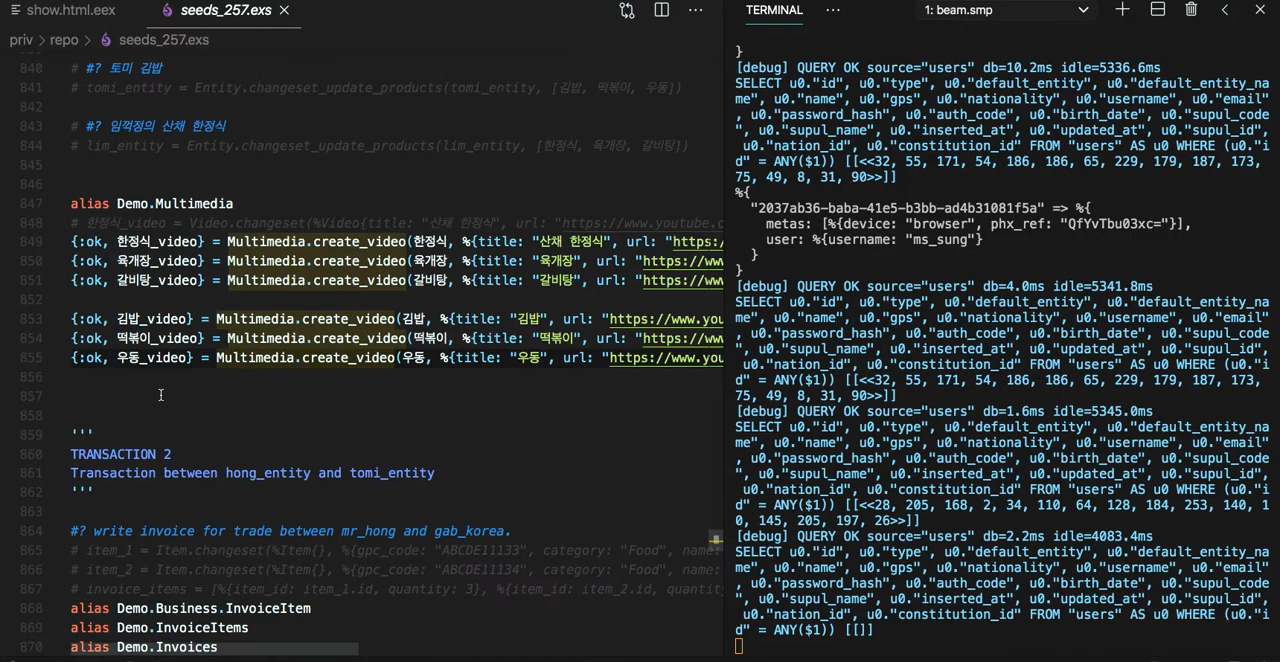 show.html.eex
seeds_257.exs
priv > repo > seeds_257.exs
840 # #? 토미 김밥
841 # tomi_entity = Entity.changeset_update_products(tomi_entity, [김밥, 떡볶이, 우동])
842
843 # #? 임꺽정의 산채 한정식
844 # lim_entity = Entity.changeset_update_products(lim_entity, [한정식, 육개장, 갈비탕])
845
846
847 alias Demo.Multimedia
848 # 한정식_video = Video.changeset(%Video{title: "산채 한정식", url: "https://www.youtube.c
849 {:ok, 한정식_video} = Multimedia.create_video(한정식, %{title: "산채 한정식", url: "https:/
850 {:ok, 육개장_video} = Multimedia.create_video(육개장, %{title: "육개장", url: "https://www
851 {:ok, 갈비탕_video} = Multimedia.create_video(갈비탕, %{title: "갈비탕", url: "https://www
852
853 {:ok, 김밥_video} = Multimedia.create_video(김밥, %{title: "김밥", url: "https://www.you
854 {:ok, 떡볶이_video} = Multimedia.create_video(떡볶이, %{title: "떡볶이", url: "https://www
855 {:ok, 우동_video} = Multimedia.create_video(우동, %{title: "우동", url: "https://www.you
856
857
858
859 '''
860 TRANSACTION 2
861 Transaction between hong_entity and tomi_entity
862 '''
863
864 #? write invoice for trade between mr_hong and gab_korea.
865 # item_1 = Item.changeset(%Item{}, %{gpc_code: "ABCDE11133", category: "Food", name:
866 # item_2 = Item.changeset(%Item{}, %{gpc_code: "ABCDE11134", category: "Food", name:
867 # invoice_items = [%{item_id: item_1.id, quantity: 3}, %{item_id: item_2.id, quantit
868 alias Demo.Business.InvoiceItem
869 alias Demo.InvoiceItems
870 alias Demo.Invoices
TERMINAL
1: beam.smp
}
[debug] QUERY OK source="users" db=10.2ms idle=5336.6ms
SELECT u0."id", u0."type", u0."default_entity", u0."default_entity_na
me", u0."name", u0."gps", u0."nationality", u0."username", u0."email"
, u0."password_hash", u0."auth_code", u0."birth_date", u0."supul_code
", u0."supul_name", u0."inserted_at", u0."updated_at", u0."supul_id",
 u0."nation_id", u0."constitution_id" FROM "users" AS u0 WHERE (u0."i
d" = ANY($1)) [[<<32, 55, 171, 54, 186, 186, 65, 229, 179, 187, 173,
75, 49, 8, 31, 90>>]]
%{
"2037ab36-baba-41e5-b3bb-ad4b31081f5a" => %{
metas: [%{device: "browser", phx_ref: "QfYvTbu03xc="}],
user: %{username: "ms_sung"}
}
}
[debug] QUERY OK source="users" db=4.0ms idle=5341.8ms
SELECT u0."id", u0."type", u0."default_entity", u0."default_entity_na
me", u0."name", u0."gps", u0."nationality", u0."username", u0."email"
, u0."password_hash", u0."auth_code", u0."birth_date", u0."supul_code
", u0."supul_name", u0."inserted_at", u0."updated_at", u0."supul_id",
 u0."nation_id", u0."constitution_id" FROM "users" AS u0 WHERE (u0."i
d" = ANY($1)) [[<<32, 55, 171, 54, 186, 186, 65, 229, 179, 187, 173,
75, 49, 8, 31, 90>>]]
[debug] QUERY OK source="users" db=1.6ms idle=5345.0ms
SELECT u0."id", u0."type", u0."default_entity", u0."default_entity_na
me", u0."name", u0."gps", u0."nationality", u0."username", u0."email"
, u0."password_hash", u0."auth_code", u0."birth_date", u0."supul_code
", u0."supul_name", u0."inserted_at", u0."updated_at", u0."supul_id",
 u0."nation_id", u0."constitution_id" FROM "users" AS u0 WHERE (u0."i
d" = ANY($1)) [[<<28, 205, 168, 2, 34, 110, 64, 128, 184, 253, 140, 1
0, 145, 205, 197, 26>>]]
[debug] QUERY OK source="users" db=2.2ms idle=4083.4ms
SELECT u0."id", u0."type", u0."default_entity", u0."default_entity_na
me", u0."name", u0."gps", u0."nationality", u0."username", u0."email"
, u0."password_hash", u0."auth_code", u0."birth_date", u0."supul_code
", u0."supul_name", u0."inserted_at", u0."updated_at", u0."supul_id",
 u0."nation_id", u0."constitution_id" FROM "users" AS u0 WHERE (u0."i
d" = ANY($1)) [[]]